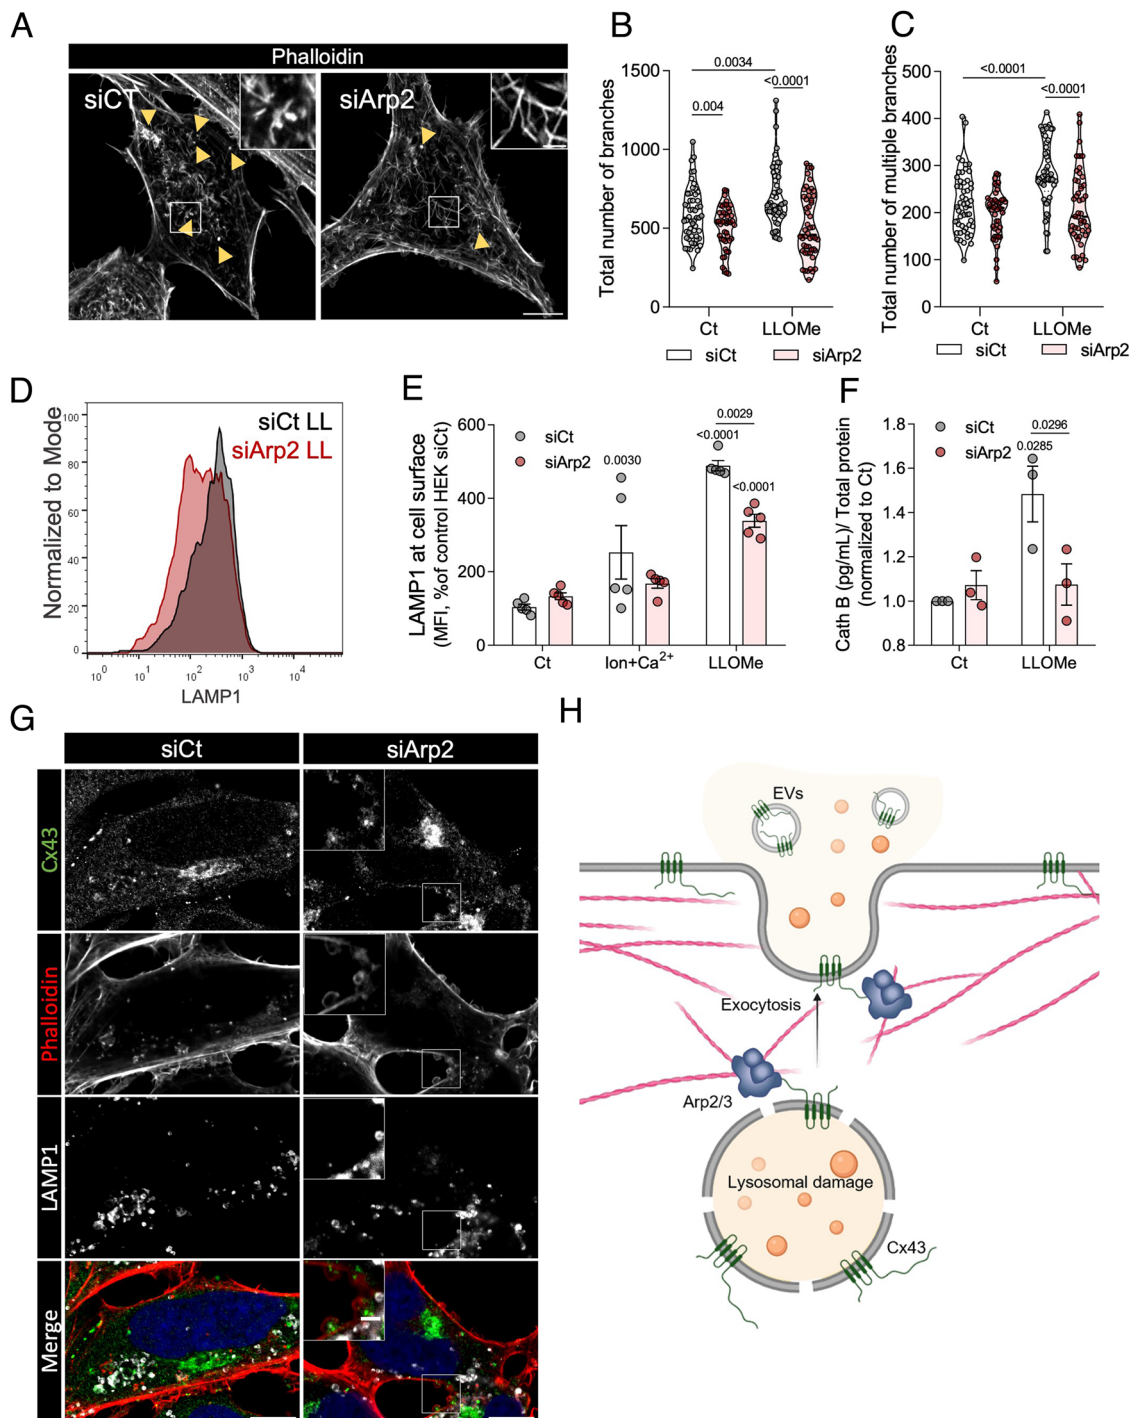 A
Phalloidin
siCT
siArp2
B
Total number of branches
1500
1000
500
0
0.0034
<0.0001
0.004
Ct
LLOMe
siCt
siArp2
C
Total number of multiple branches
500
400
300
200
100
0
<0.0001
<0.0001
Ct
LLOMe
siCt
siArp2
D
Normalized to Mode
100
80
60
40
20
0
siCt LL
siArp2 LL
10⁰
10¹
10²
10³
10⁴
LAMP1
E
LAMP1 at cell surface
(MFI, %of control HEK siCt)
600
400
200
0
siCt
siArp2
0.0030
0.0029
<0.0001
<0.0001
Ct
Ion+Ca²⁺
LLOMe
F
Cath B (pg/mL)/ Total protein
(normalized to Ct)
1.8
1.6
1.4
1.2
1.0
0.8
siCt
siArp2
0.0296
0.0285
Ct
LLOMe
G
siCt
siArp2
Cx43
Phalloidin
LAMP1
Merge
H
EVs
Exocytosis
Arp2/3
Lysosomal damage
Cx43